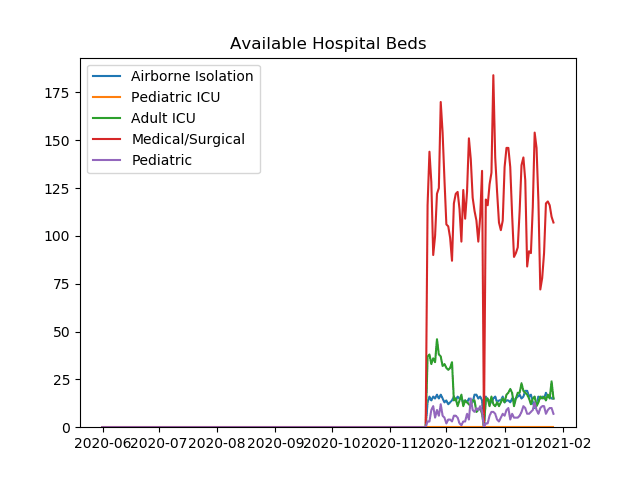 Available Hospital Beds
Airborne Isolation
Pediatric ICU
Adult ICU
Medical/Surgical
Pediatric
175
150
125
100
75
50
25
0
2020-06 2020-07 2020-08 2020-09 2020-10 2020-11 2020-12 2021-01 2021-02